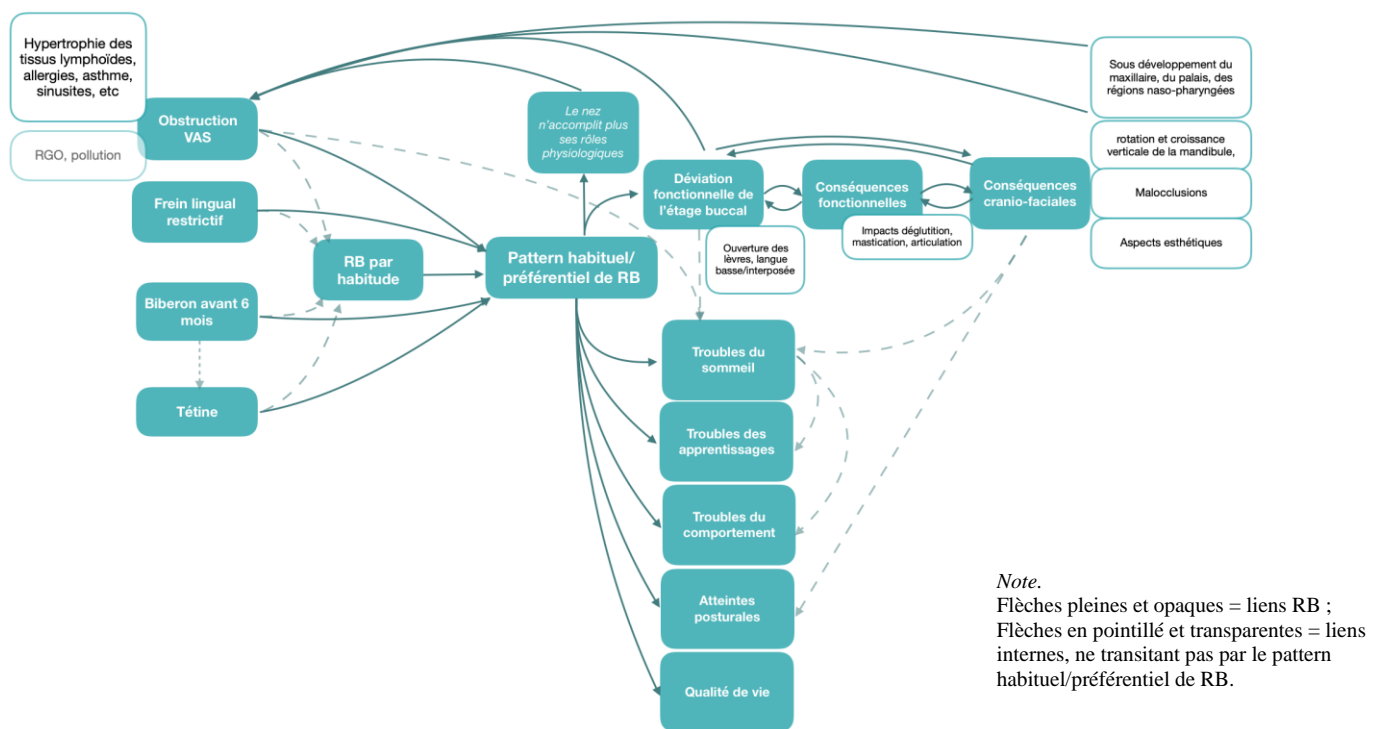 Hypertrophie des
tissus lymphoïdes,
allergies, asthme,
sinusites, etc
RGO, pollution
Obstruction
VAS
Frein lingual
restrictif
RB par
habitude
Biberon avant 6
mois
Tétine
Pattern habituel/
préférentiel de RB
Le nez
n'accomplit plus
ses rôles
physiologiques
Déviation
fonctionnelle de
l'étage buccal
Ouverture des
lèvres, langue
basse/interposée
Conséquences
fonctionnelles
Impacts déglutition,
mastication, articulation
Conséquences
cranio-faciales
Sous développement du
maxillaire, du palais, des
régions naso-pharyngées
rotation et croissance
verticale de la mandibule,
Malocclusions
Aspects esthétiques
Troubles du
sommeil
Troubles des
apprentissages
Troubles du
comportement
Atteintes
posturales
Qualité de vie
Note.
Flèches pleines et opaques = liens RB ;
Flèches en pointillé et transparentes = liens
internes, ne transitant pas par le pattern
habituel/préférentiel de RB.